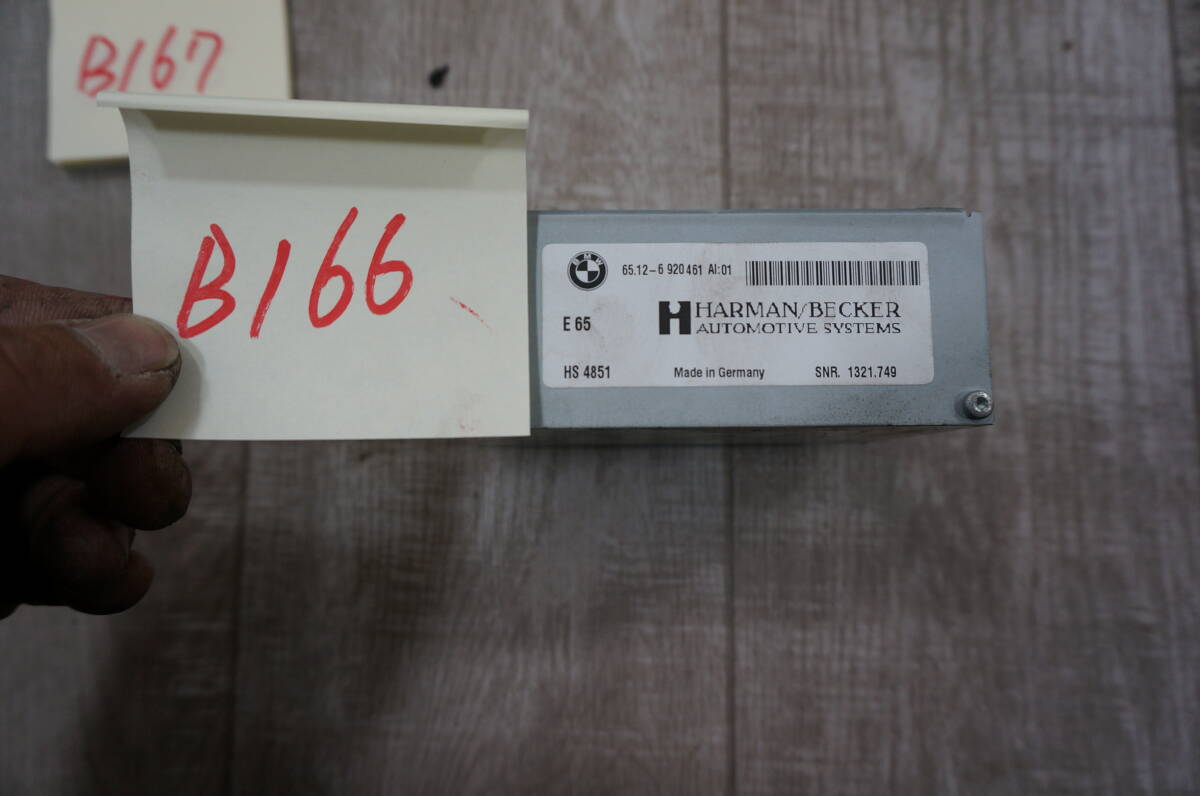 B167
B166
BMW
65.12-6 920 461 AI:01
E 65
H HARMAN/BECKER
AUTOMOTIVE SYSTEMS
HS 4851 Made in Germany SNR. 1321.749